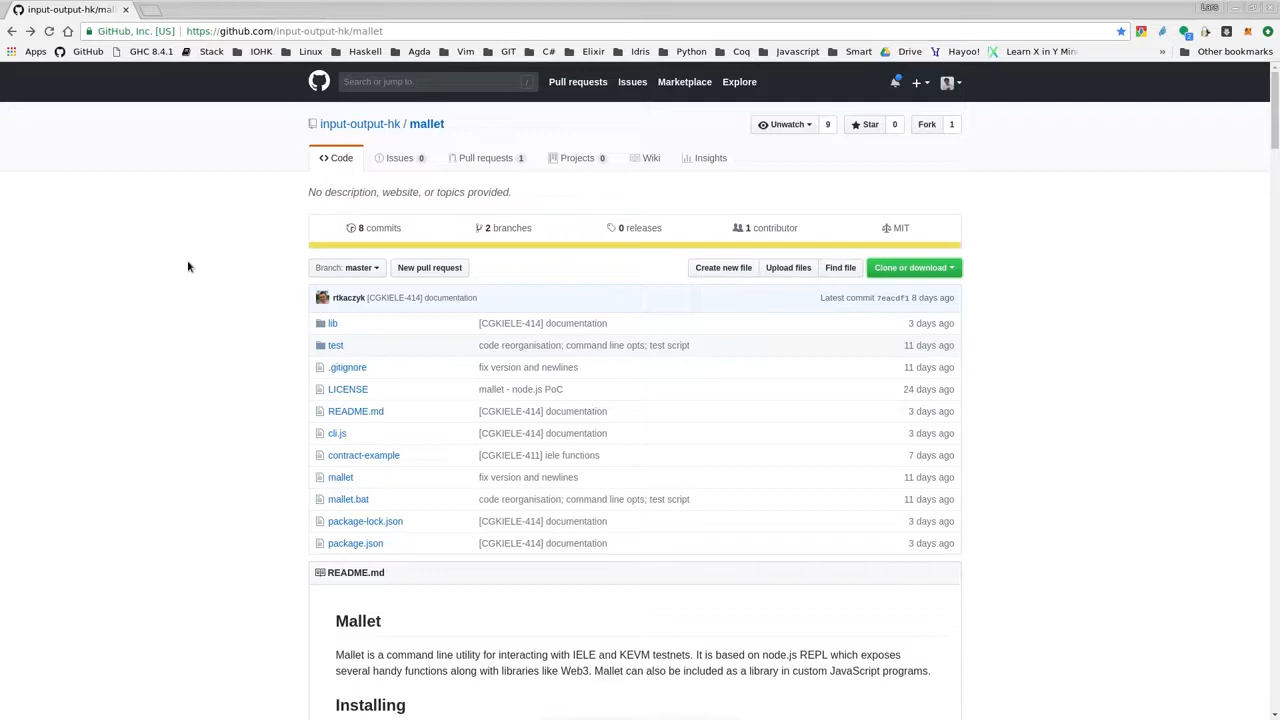 input-output-hk/mall
Lars
GitHub, Inc. [US] | https://github.com/input-output-hk/mallet
Apps GitHub GHC 8.4.1 Stack IOHK Linux Haskell Agda Vim GIT C# Elixir Idris Python Coq Javascript Smart Drive Hayoo! Learn X in Y Min » Other bookmarks
Search or jump to... / Pull requests Issues Marketplace Explore
input-output-hk / mallet
Unwatch 9 Star 0 Fork 1
Code Issues 0 Pull requests 1 Projects 0 Wiki Insights
No description, website, or topics provided.
8 commits 2 branches 0 releases 1 contributor MIT
Branch: master New pull request Create new file Upload files Find file Clone or download
rtkaczyk [CGKIELE-414] documentation Latest commit 7eacdf1 8 days ago
lib [CGKIELE-414] documentation 3 days ago
test code reorganisation; command line opts; test script 11 days ago
.gitignore fix version and newlines 11 days ago
LICENSE mallet - node.js PoC 24 days ago
README.md [CGKIELE-414] documentation 3 days ago
cli.js [CGKIELE-414] documentation 3 days ago
contract-example [CGKIELE-411] iele functions 7 days ago
mallet fix version and newlines 11 days ago
mallet.bat code reorganisation; command line opts; test script 11 days ago
package-lock.json [CGKIELE-414] documentation 3 days ago
package.json [CGKIELE-414] documentation 3 days ago
README.md
Mallet
Mallet is a command line utility for interacting with IELE and KEVM testnets. It is based on node.js REPL which exposes
several handy functions along with libraries like Web3. Mallet can also be included as a library in custom JavaScript programs.
Installing